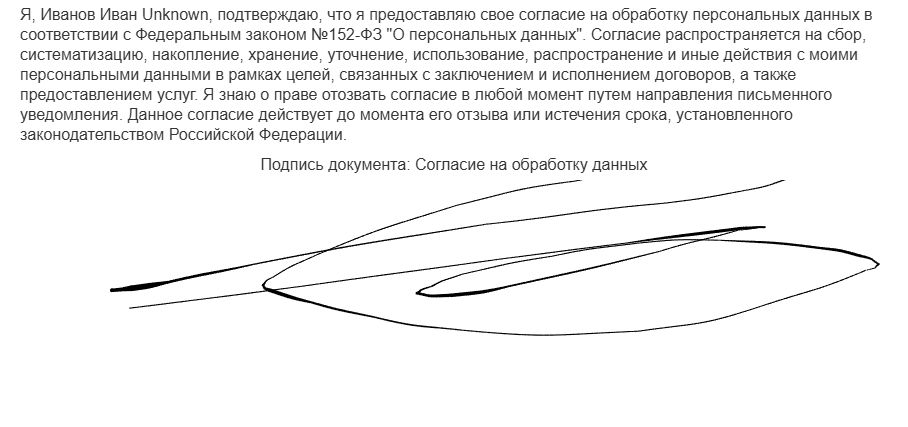 Я, Иванов Иван Unknown, подтверждаю, что я предоставляю свое согласие на обработку персональных данных в
соответствии с Федеральным законом №152-ФЗ "О персональных данных". Согласие распространяется на сбор,
систематизацию, накопление, хранение, уточнение, использование, распространение и иные действия с моими
персональными данными в рамках целей, связанных с заключением и исполнением договоров, а также
предоставлением услуг. Я знаю о праве отозвать согласие в любой момент путем направления письменного
уведомления. Данное согласие действует до момента его отзыва или истечения срока, установленного
законодательством Российской Федерации.
Подпись документа: Согласие на обработку данных